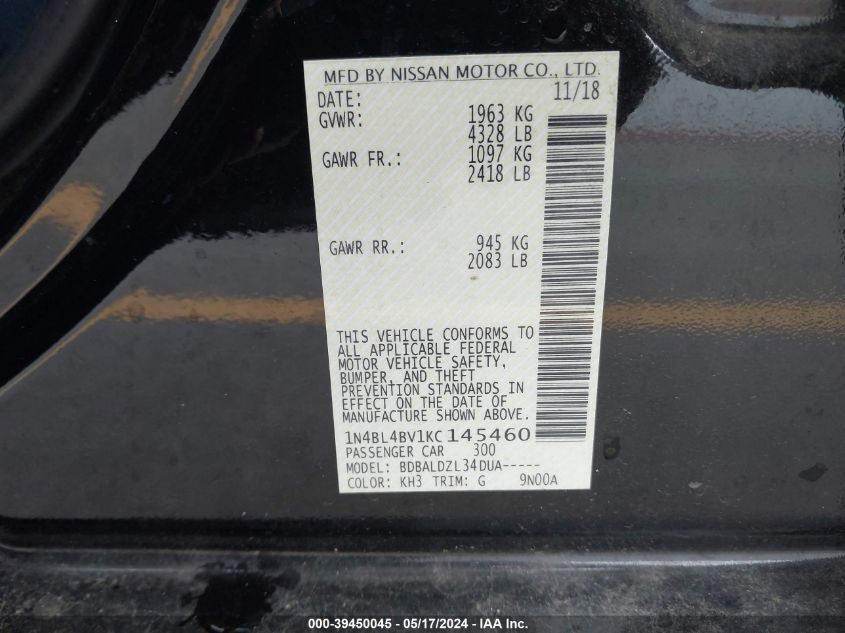 MFD BY NISSAN MOTOR CO., LTD.
DATE: 11/18
GVWR: 1963 KG
4328 LB
GAWR FR.: 1097 KG
2418 LB
GAWR RR.: 945 KG
2083 LB
THIS VEHICLE CONFORMS TO
ALL APPLICABLE FEDERAL
MOTOR VEHICLE SAFETY,
BUMPER, AND THEFT
PREVENTION STANDARDS IN
EFFECT ON THE DATE OF
MANUFACTURE SHOWN ABOVE.
1N4BL4BV1KC145460
PASSENGER CAR 300
MODEL: BDBALDZL34DUA-----
COLOR: KH3 TRIM: G 9N00A
000-39450045 - 05/17/2024 - IAA Inc.